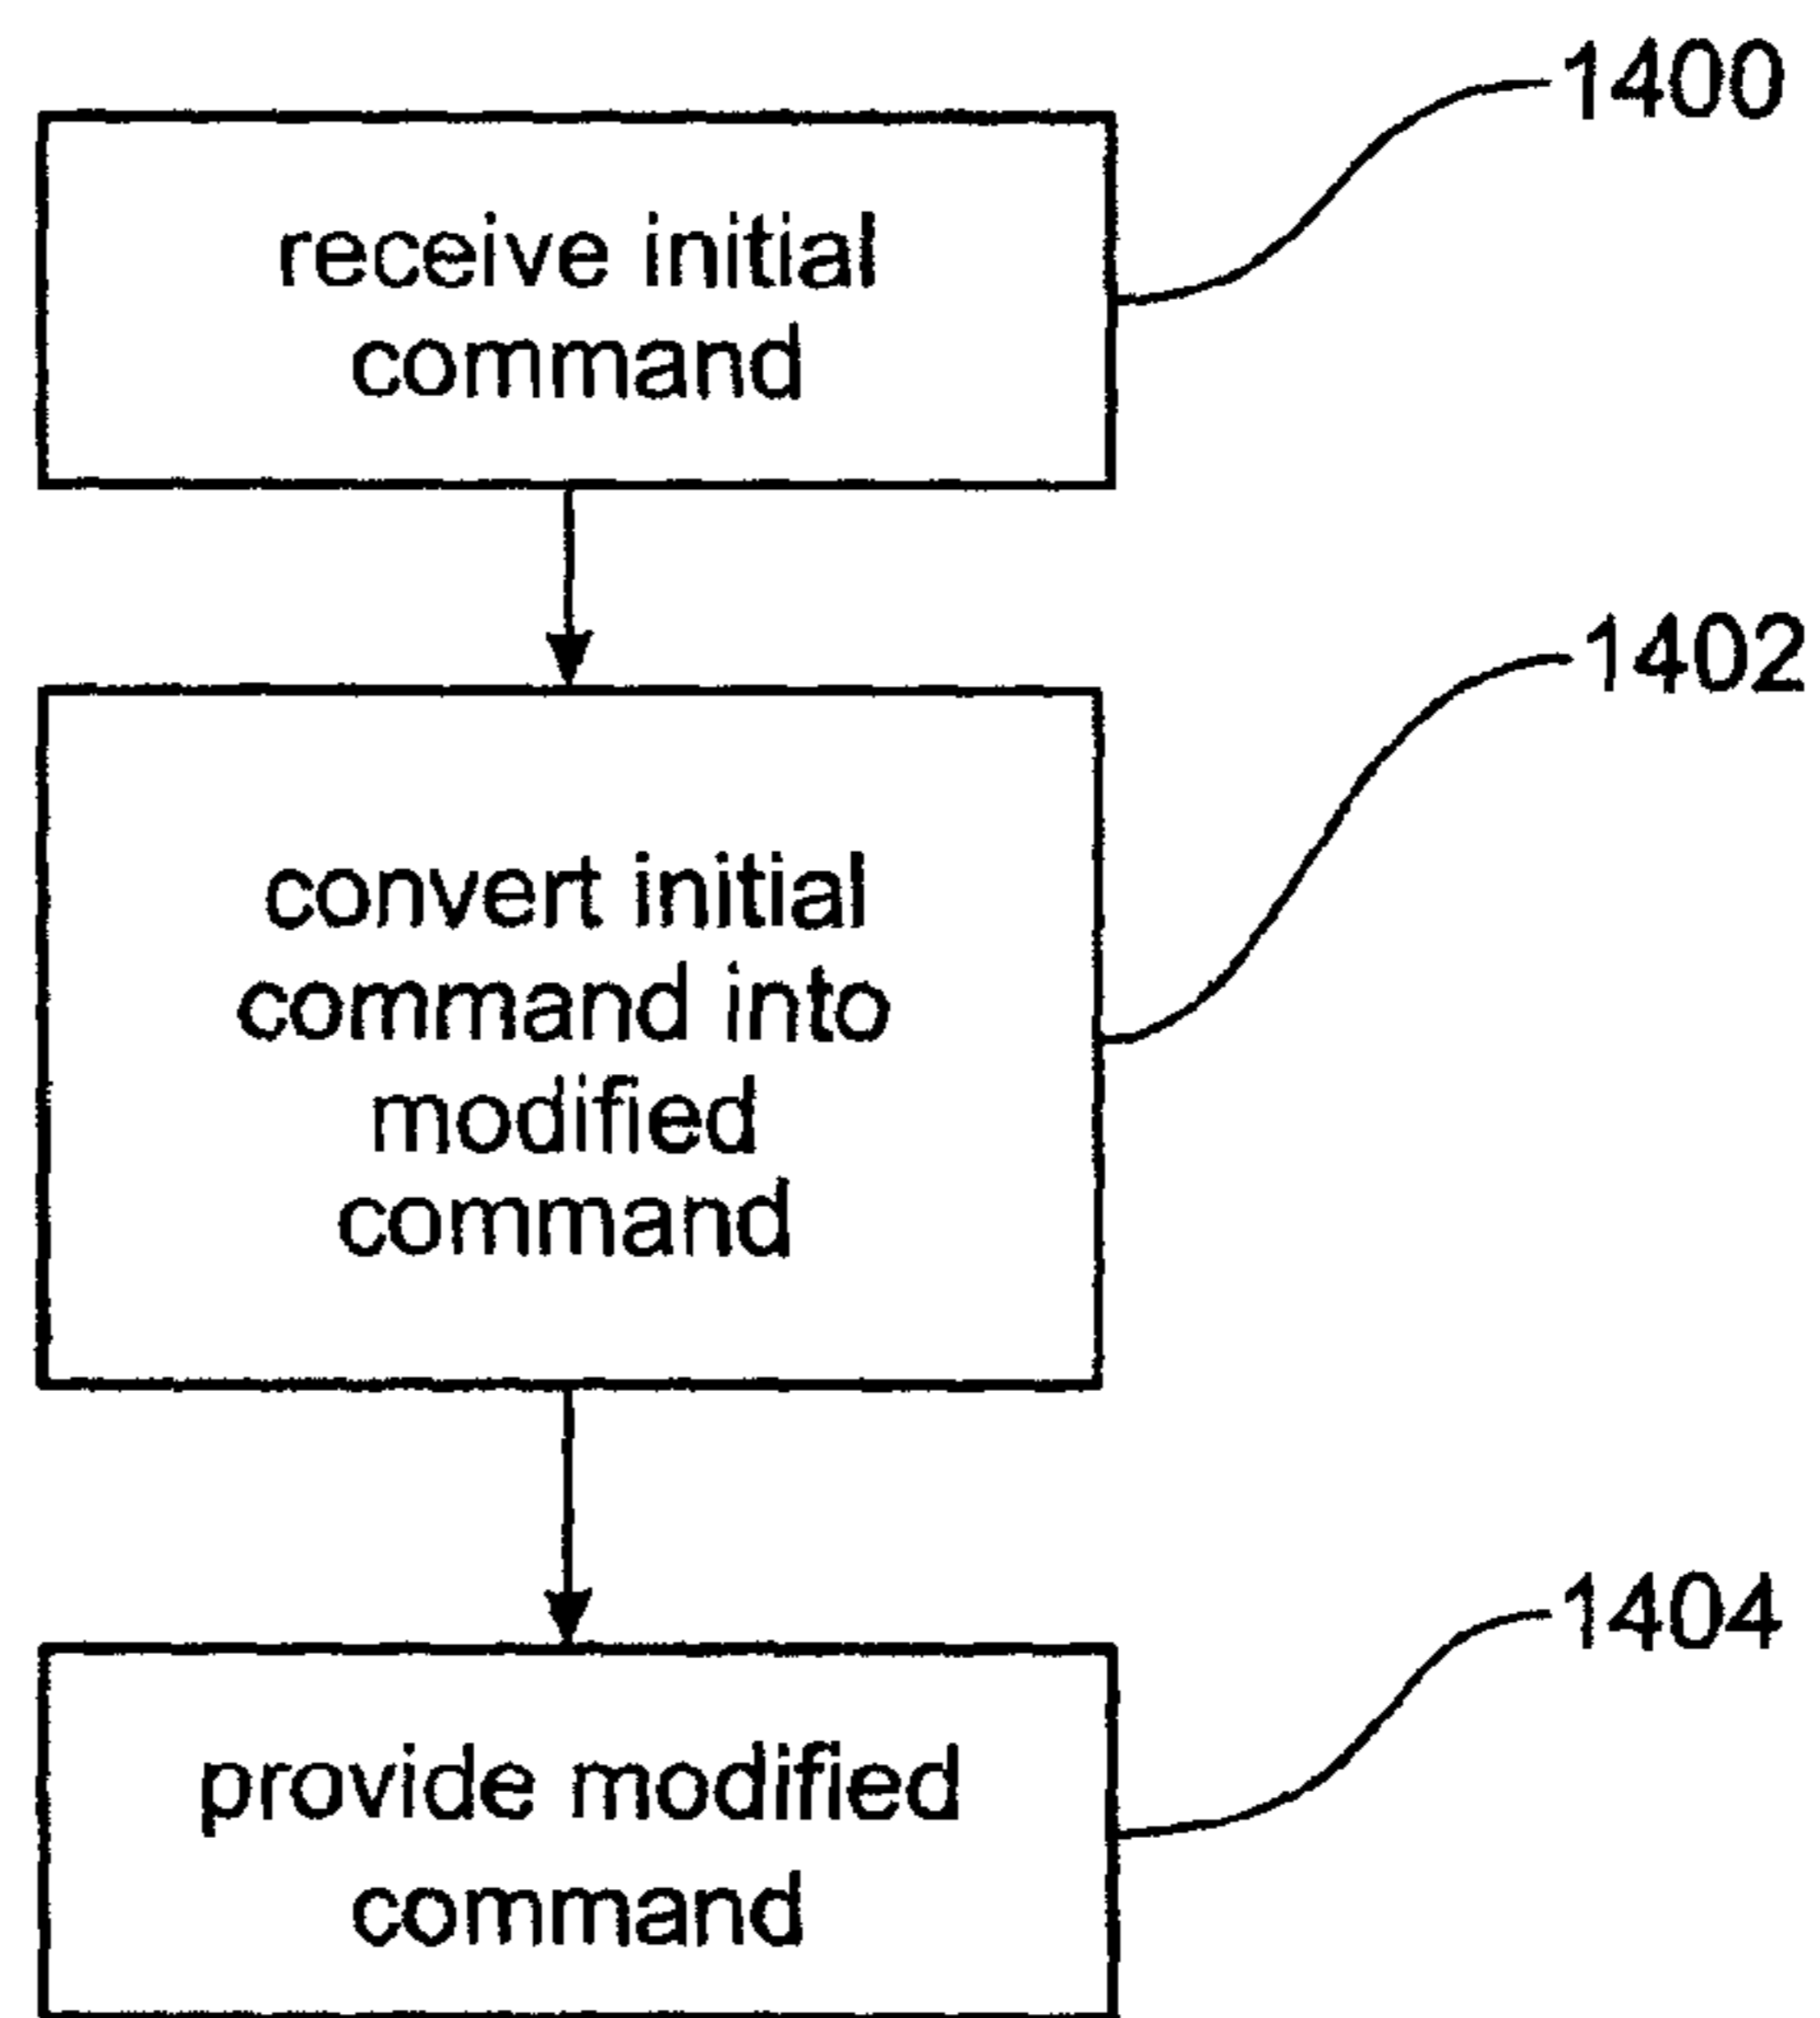 1400
receive initial
command
1402
convert initial
command into
modified
command
1404
provide modified
command